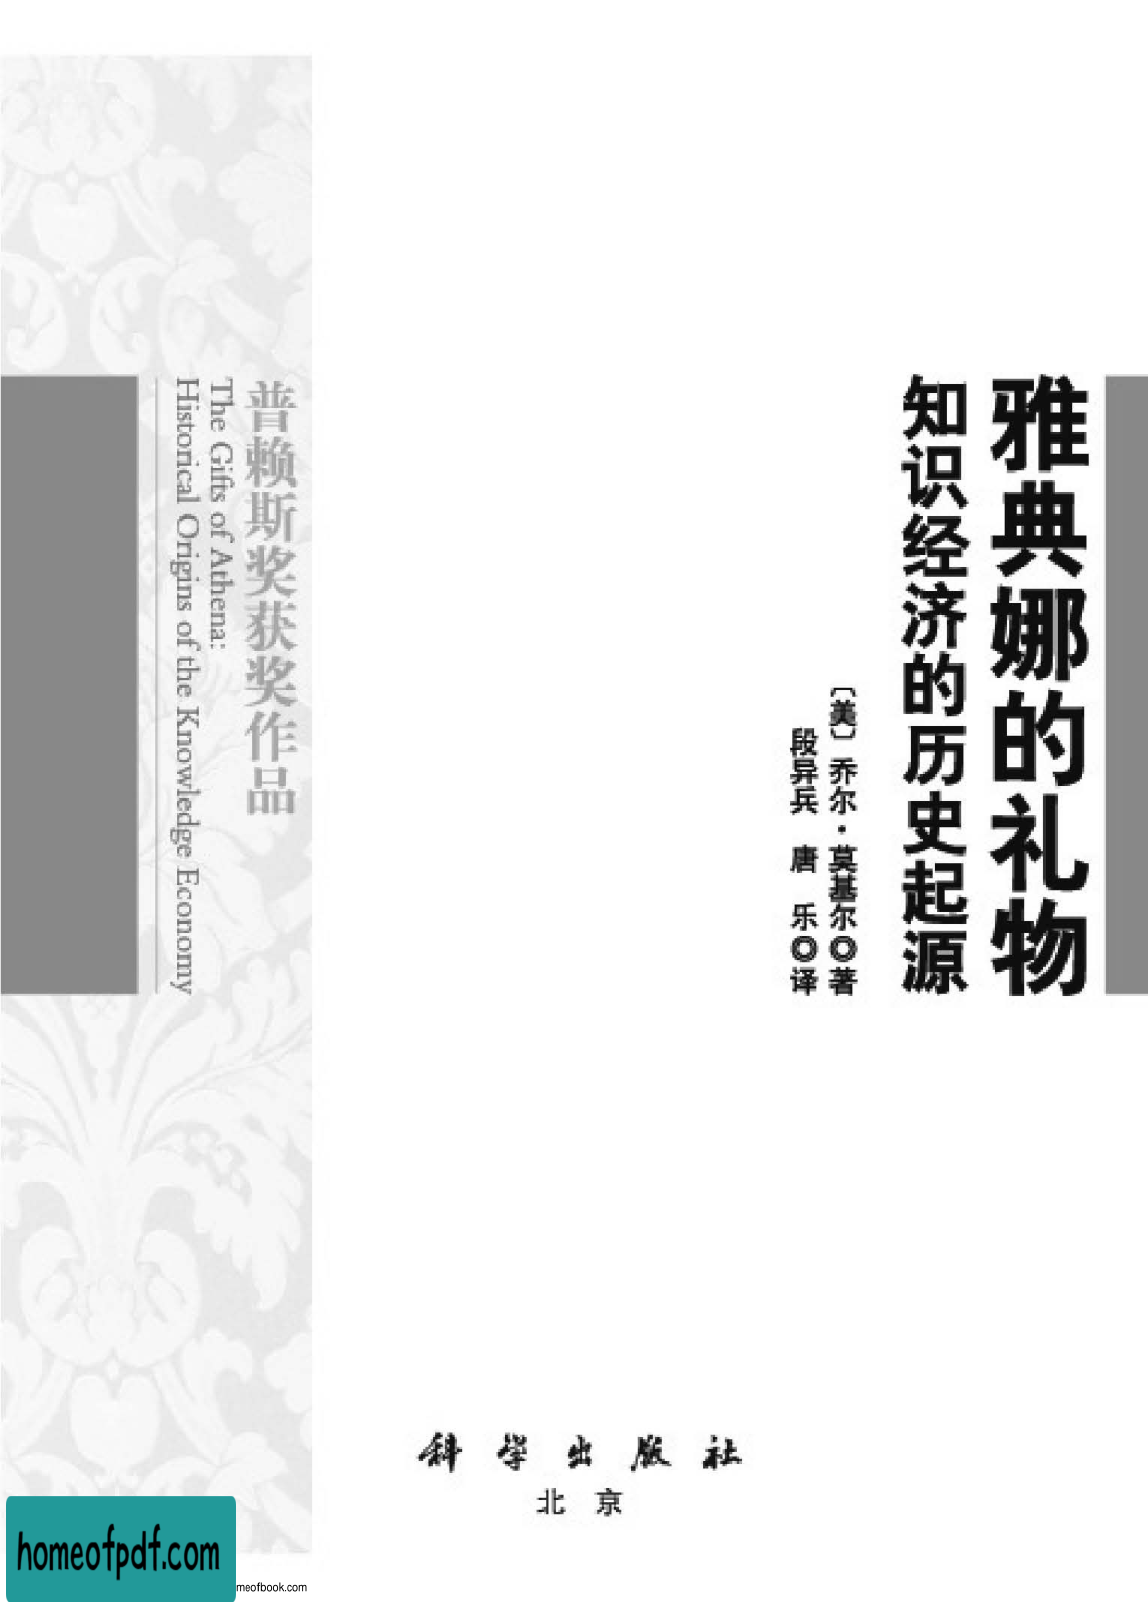 雅典娜的礼物
知识经济的历史起源
〔美〕乔尔·莫基尔◎著
段异兵 唐 乐◎译
普赖斯奖获奖作品
The Gifts of Athena:
Historical Origins of the Knowledge Economy
科学出版社
北 京
homeofpdf.com
meofbook.com